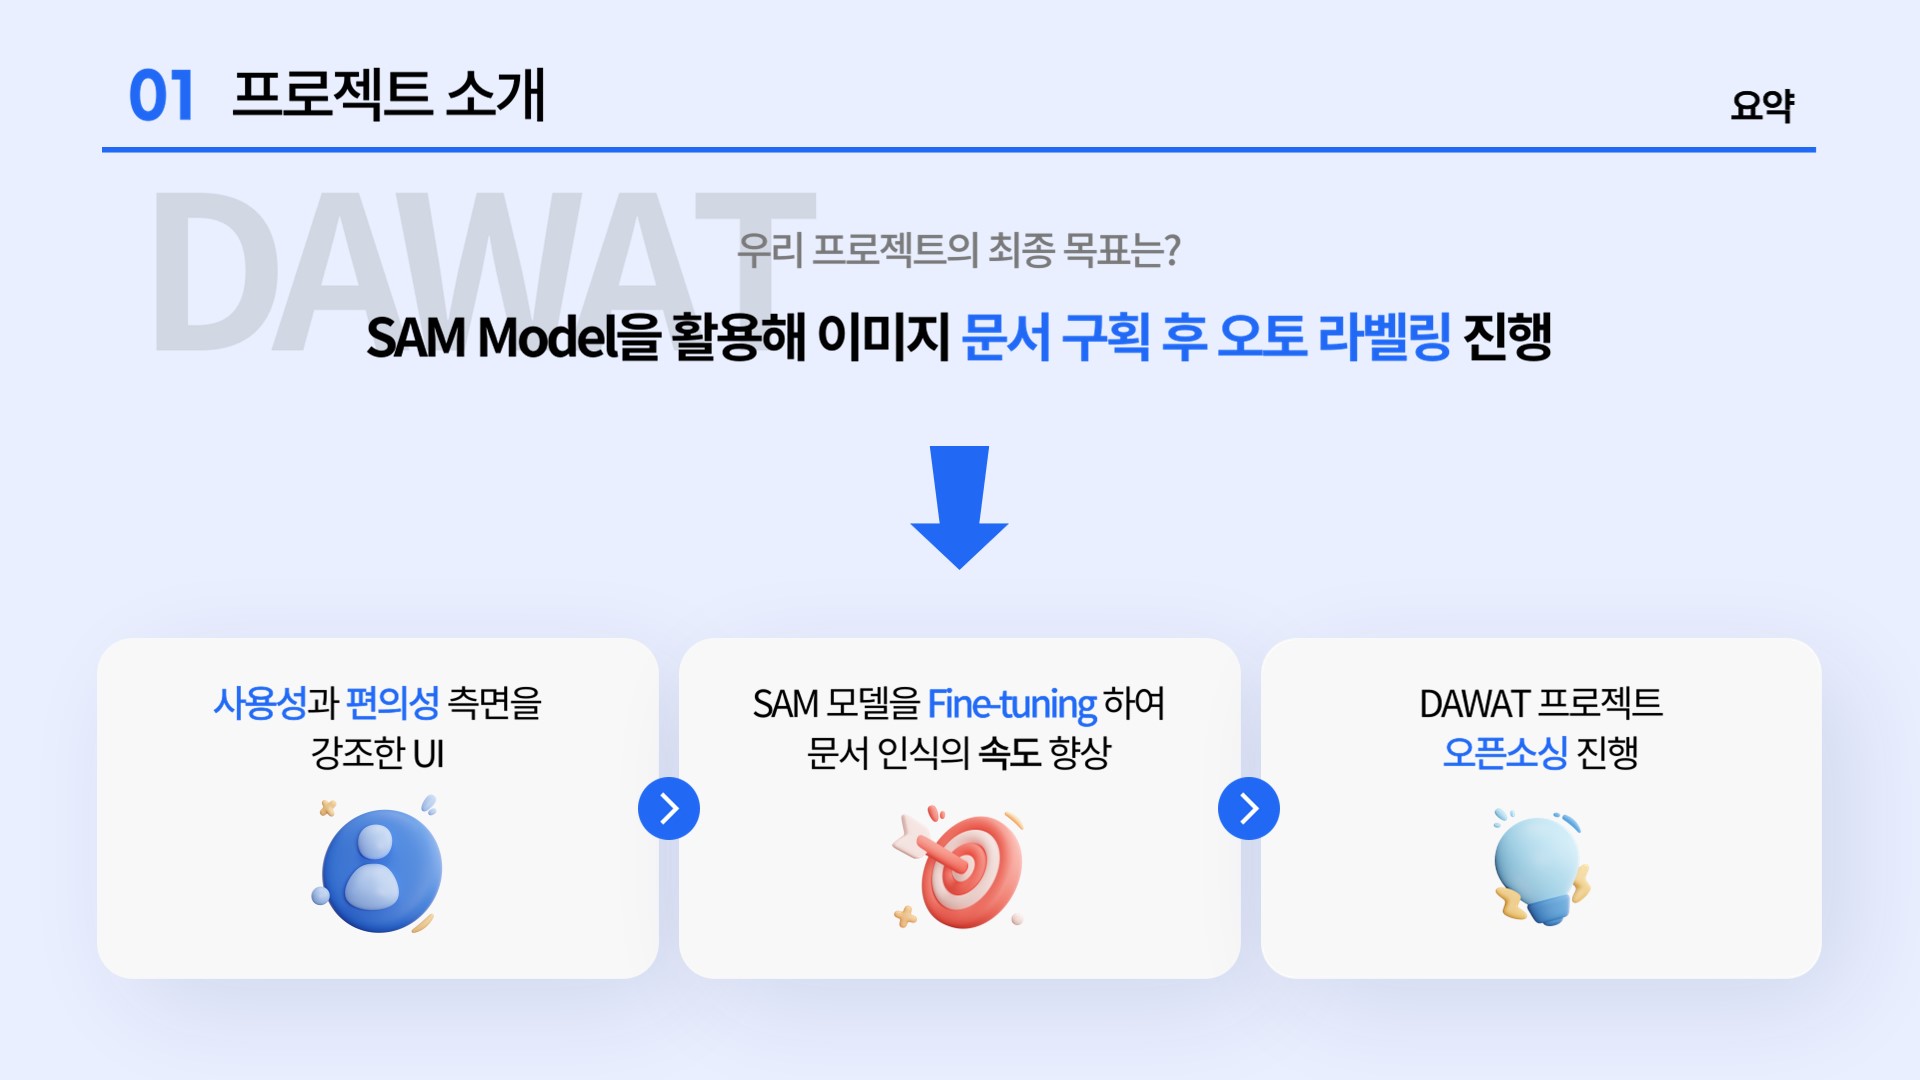 01 프로젝트 소개
요약
DAWAT
우리 프로젝트의 최종 목표는?
SAM Model을 활용해 이미지 문서 구획 후 오토 라벨링 진행
사용성과 편의성 측면을
강조한 UI
SAM 모델을 Fine-tuning 하여
문서 인식의 속도 향상
DAWAT 프로젝트
오픈소싱 진행